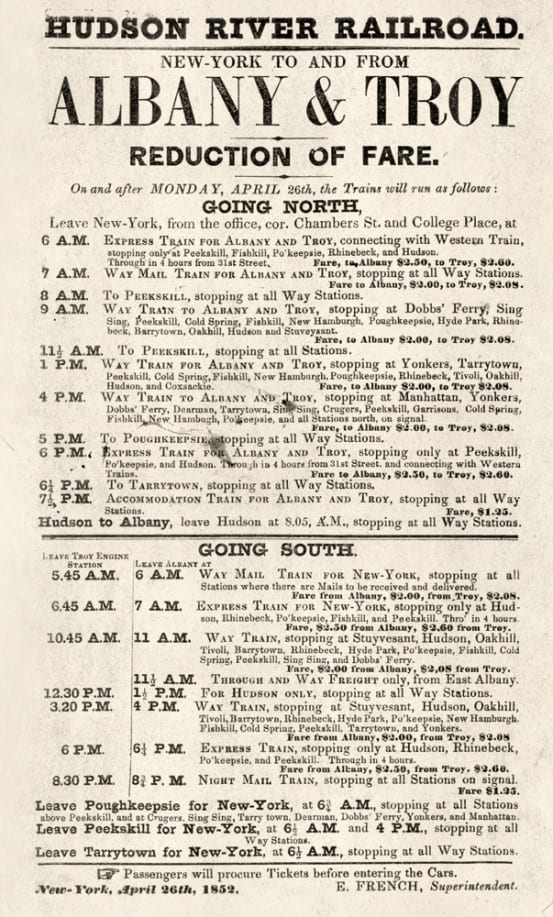 HUDSON RIVER RAILROAD.
NEW-YORK TO AND FROM
ALBANY & TROY
REDUCTION OF FARE.
On and after MONDAY, APRIL 26th, the Trains will run as follows:
GOING NORTH,
Leave New-York, from the office, cor. Chambers St. and College Place, at
6 A.M. EXPRESS TRAIN FOR ALBANY AND TROY, connecting with Western Train,
stopping only at Peekskill, Fishkill, Po'keepsie, Rhinebeck, and Hudson.
Through in 4 hours from 31st Street. Fare, to Albany $2.50, to Troy, $2.60.
7 A.M. WAY MAIL TRAIN FOR ALBANY AND TROY, stopping at all Way Stations.
Fare to Albany, $2.00, to Troy, $2.08.
8 A.M. TO PEEKSKILL, stopping at all Way Stations.
9 A.M. WAY TRAIN TO ALBANY AND TROY, stopping at Dobbs' Ferry, Sing
Sing, Peekskill, Cold Spring, Fishkill, New Hamburgh, Poughkeepsie, Hyde Park, Rhine-
beck, Barrytown, Oakhill, Hudson and Stuyvesant.
Fare, to Albany $2.00, to Troy, $2.08.
11½ A.M. TO PEEKSKILL, stopping at all Stations.
1 P.M. WAY TRAIN FOR ALBANY AND TROY, stopping at Yonkers, Tarrytown,
Peekskill, Cold Spring, Fishkill, New Hamburgh, Poughkeepsie, Rhinebeck, Tivoli, Oakhill,
Hudson, and Coxsackie. Fare, to Albany $2.00, to Troy $2.08.
4 P.M. WAY TRAIN TO ALBANY AND TROY, stopping at Manhattan, Yonkers,
Dobbs' Ferry, Dearman, Tarrytown, Sing Sing, Crugers, Peekskill, Garrisons, Cold Spring,
Fishkill, New Hambugh, Po'keepsie, and all Stations north, on signal.
Fare, to Albany $2.00, to Troy, $2.08.
5 P.M. TO POUGHKEEPSIE, stopping at all Way Stations.
6 P.M. EXPRESS TRAIN FOR ALBANY AND TROY, stopping only at Peekskill,
Po'keepsie, and Hudson. Through in 4 hours from 31st Street. and connecting with Western
Trains. Fare to Albany, $2.50, to Troy, $2.60.
6¼ P.M. TO TARRYTOWN, stopping at all Way Stations.
7½ P.M. ACCOMMODATION TRAIN FOR ALBANY AND TROY, stopping at all Way
Stations. Fare, $1.25.
Hudson to Albany, leave Hudson at 8.05, A.M., stopping at all Way Stations.
GOING SOUTH.
LEAVE TROY ENGINE STATION LEAVE ALBANY AT
5.45 A.M. 6 A.M. WAY MAIL TRAIN FOR NEW-YORK, stopping at all
Stations where there are Mails to be received and delivered.
Fare from Albany, $2.00, from Troy, $2.08.
6.45 A.M. 7 A.M. EXPRESS TRAIN FOR NEW-YORK, stopping only at Hud-
son, Rhinebeck, Po'keepsie, Fishkill, and Peekskill. Thro' in 4 hours.
Fare, $2.50 from Albany, $2.60 from Troy.
10.45 A.M. 11 A.M. WAY TRAIN, stopping at Stuyvesant, Hudson, Oakhill,
Tivoli, Barrytown, Rhinebeck, Hyde Park, Po'keepsie, Fishkill, Cold
Spring, Peekskill, Sing Sing, and Dobbs' Ferry.
Fare, $2.00 from Albany, $2,08 from Troy.
11½ A.M. THROUGH AND WAY FREIGHT only, from East Albany.
12.30 P.M. 1½ P.M. FOR HUDSON ONLY, stopping at all Way Stations.
3.20 P.M. 4 P.M. WAY TRAIN, stopping at Stuyvesant, Hudson, Oakhill,
Tivoli, Barrytown, Rhinebeck, Hyde Park, Po'keepsie, New Hamburgh,
Fishkill, Cold Spring, Peekskill, Tarrytown, and Yonkers.
Fare from Albany, $2.00, from Troy $2.08
6 P.M. 6¼ P.M. EXPRESS TRAIN, stopping only at Hudson, Rhinebeck,
Po'keepsie, and Peekskill. Through in 4 hours.
Fare from Albany $2.50, from Troy. $2.60.
8.30 P.M. 8¾ P. M. NIGHT MAIL TRAIN, stopping at all Stations on signal.
Fare $1.25.
Leave Poughkeepsie for New-York, at 6¾ A.M., stopping at all Stations
above Peekskill, and at Crugers. Sing Sing, Tarry town, Dearman, Dobbs' Ferry, Yonkers, and Manhattan.
Leave Peekskill for New-York, at 6½ A.M. and 4 P.M., stopping at all
Way Stations.
Leave Tarrytown for New-York, at 6½ A.M., stopping at all Way Stations.
☞ Passengers will procure Tickets before entering the Cars.
New-York, April 26th, 1852. E. FRENCH, Superintendent.